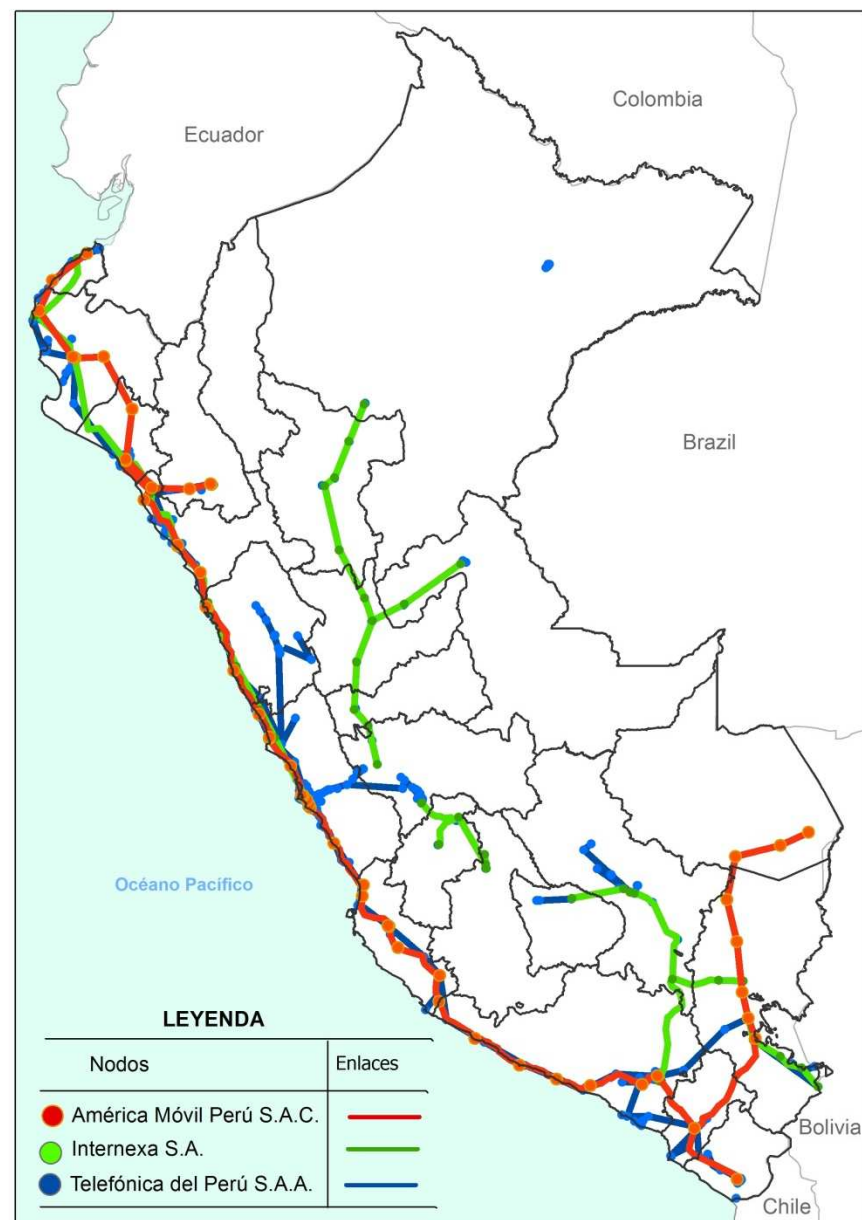 Colombia
Ecuador
Brazil
Océano Pacífico
LEYENDA
Nodos Enlaces
América Móvil Perú S.A.C.
Internexa S.A.
Telefónica del Perú S.A.A.
Bolivia
Chile